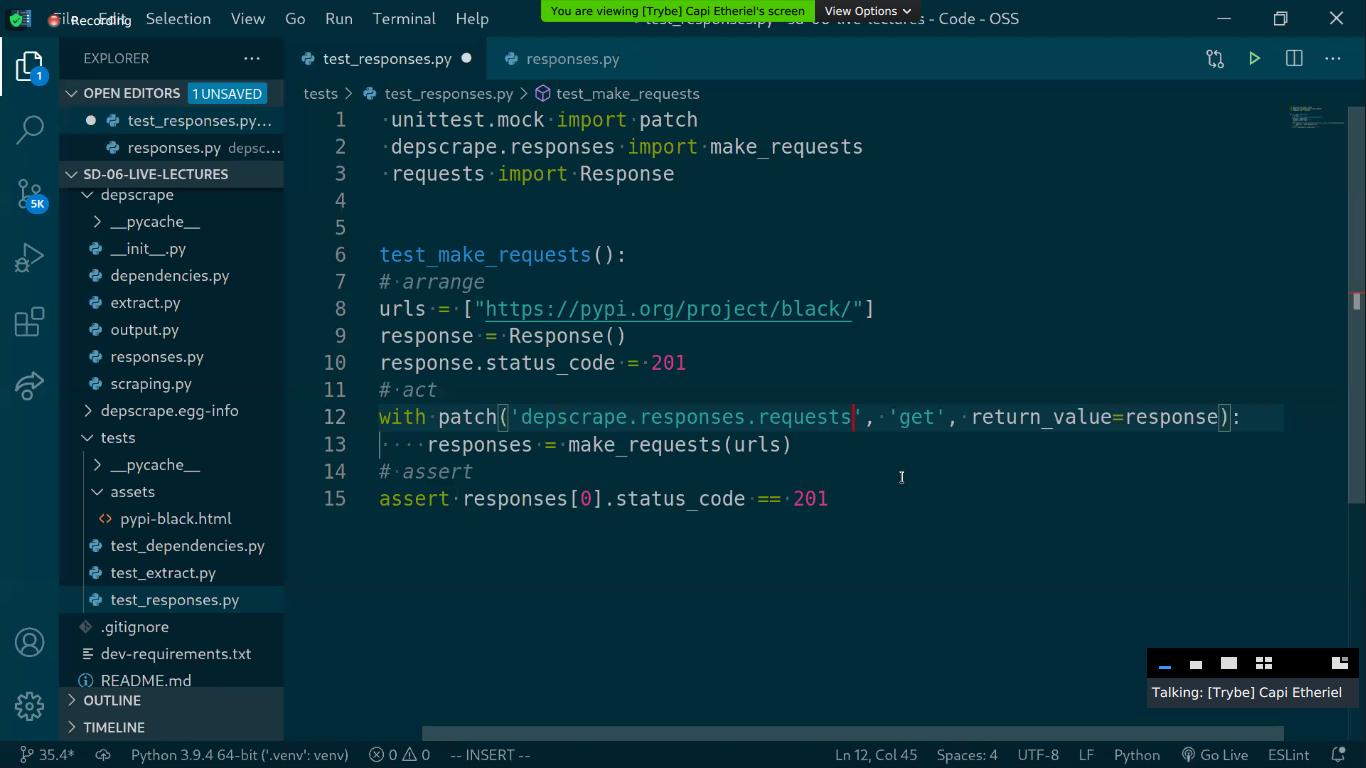 File Edit Selection View Go Run Terminal Help
Recording
You are viewing [Trybe] Capi Etheriel's screen
View Options
test_responses.py - sd-06-live-lectures - Code - OSS
EXPLORER
test_responses.py
responses.py
OPEN EDITORS
1 UNSAVED
tests
test_responses.py
test_make_requests
test_responses.py...
responses.py depsc...
SD-06-LIVE-LECTURES
depscrape
__pycache__
__init__.py
dependencies.py
extract.py
output.py
responses.py
scraping.py
depscrape.egg-info
tests
__pycache__
assets
pypi-black.html
test_dependencies.py
test_extract.py
test_responses.py
.gitignore
dev-requirements.txt
README.md
OUTLINE
TIMELINE
1
5K
1 unittest.mock import patch
2 depscrape.responses import make_requests
3 requests import Response
4
5
6 test_make_requests():
7 # arrange
8 urls = ["https://pypi.org/project/black/"]
9 response = Response()
10 response.status_code = 201
11 # act
12 with patch('depscrape.responses.requests', 'get', return_value=response):
13 responses = make_requests(urls)
14 # assert
15 assert responses[0].status_code == 201
Talking: [Trybe] Capi Etheriel
35.4* Python 3.9.4 64-bit ('.venv': venv) 0 0 -- INSERT -- Ln 12, Col 45 Spaces: 4 UTF-8 LF Python Go Live ESLint